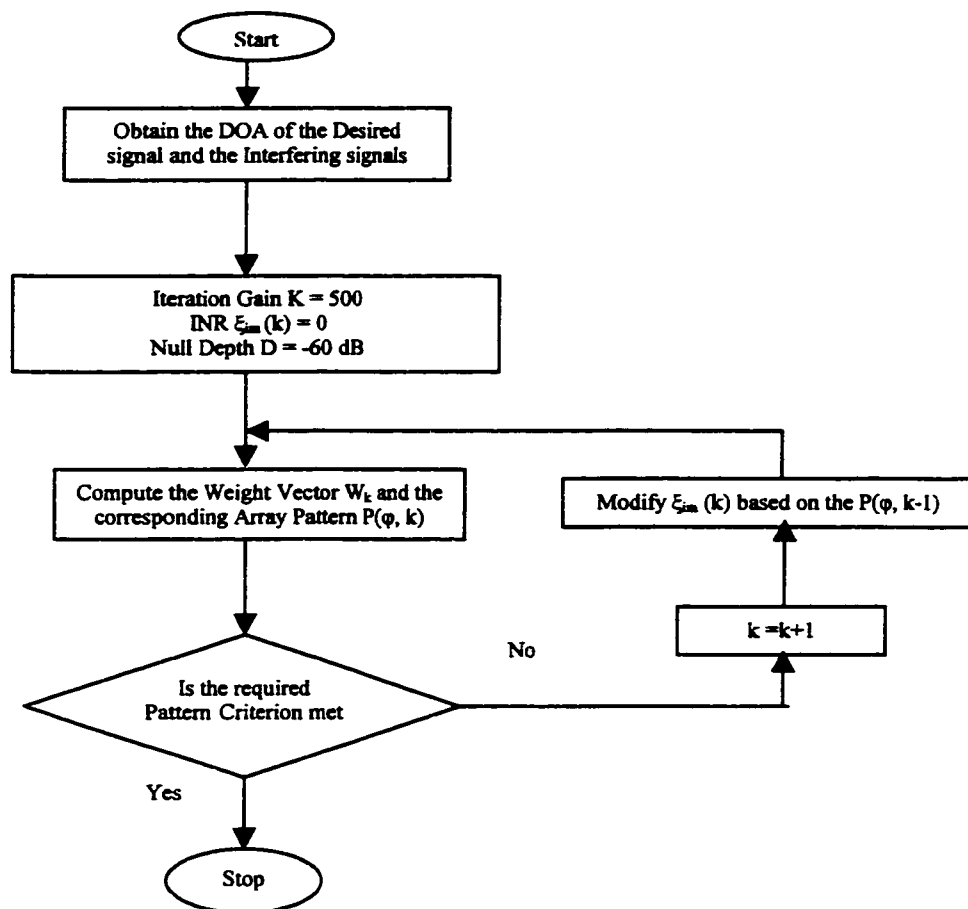 Start
Obtain the DOA of the Desired
signal and the Interfering signals
Iteration Gain K = 500
INR ξim (k) = 0
Null Depth D = -60 dB
Compute the Weight Vector Wk and the
corresponding Array Pattern P(φ, k)
Modify ξim (k) based on the P(φ, k-1)
k =k+1
No
Is the required
Pattern Criterion met
Yes
Stop